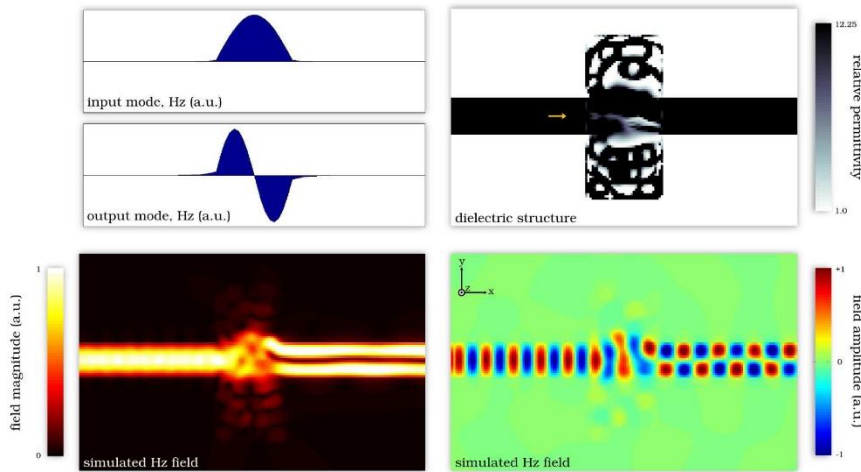 input mode, Hz (a.u.)
output mode, Hz (a.u.)
dielectric structure
12.25
relative permittivity
1.0
1
field magnitude (a.u.)
0
simulated Hz field
y
z
x
simulated Hz field
+1
0
field amplitude (a.u.)
-1